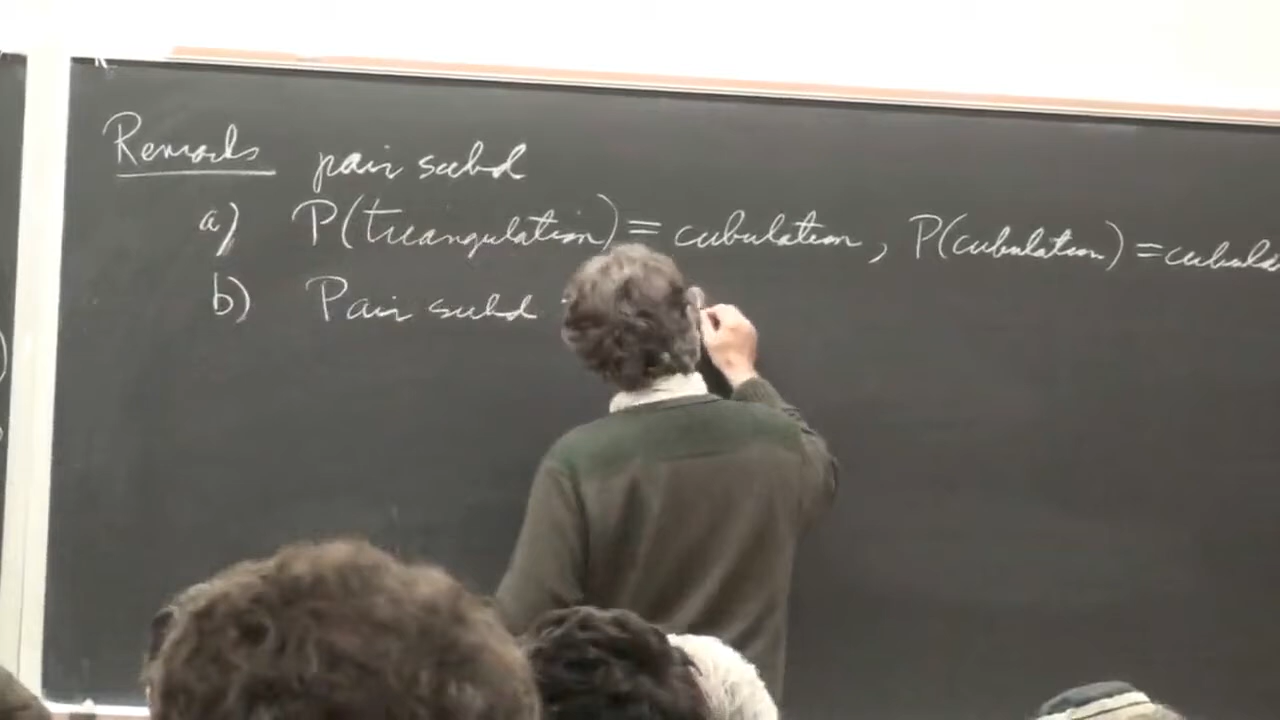 Remarks pair subd
a) P(triangulation) = cubulation, P(cubulation) = cubula
b) Pair subd